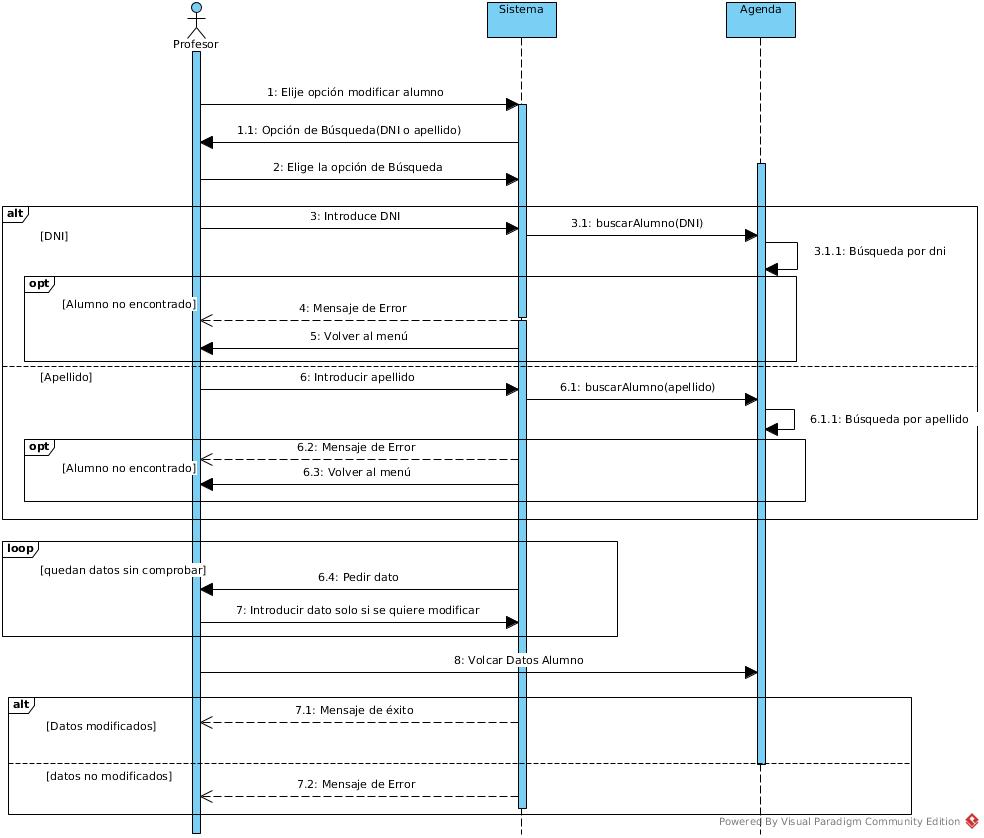 Profesor
Sistema
Agenda
1: Elije opción modificar alumno
1.1: Opción de Búsqueda(DNI o apellido)
2: Elige la opción de Búsqueda
alt
[DNI]
3: Introduce DNI
3.1: buscarAlumno(DNI)
3.1.1: Búsqueda por dni
opt
[Alumno no encontrado]
4: Mensaje de Error
5: Volver al menú
[Apellido]
6: Introducir apellido
6.1: buscarAlumno(apellido)
6.1.1: Búsqueda por apellido
opt
[Alumno no encontrado]
6.2: Mensaje de Error
6.3: Volver al menú
loop
[quedan datos sin comprobar]
6.4: Pedir dato
7: Introducir dato solo si se quiere modificar
8: Volcar Datos Alumno
alt
[Datos modificados]
7.1: Mensaje de éxito
[datos no modificados]
7.2: Mensaje de Error
Powered By Visual Paradigm Community Edition